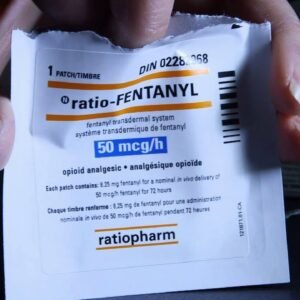 1 PATCH/TIMBRE
DIN 02282968
N ratio-FENTANYL
fentanyl transdermal system
système transdermique de fentanyl
50 mcg/h
opioid analgesic • analgésique opioïde
Each patch contains: 8.25 mg fentanyl for a nominal in vivo delivery of
50 mcg/h fentanyl for 72 hours
Chaque timbre renferme : 8,25 mg de fentanyl pour une administration
nominale in vivo de 50 mcg/h de fentanyl pendant 72 heures
ratiopharm